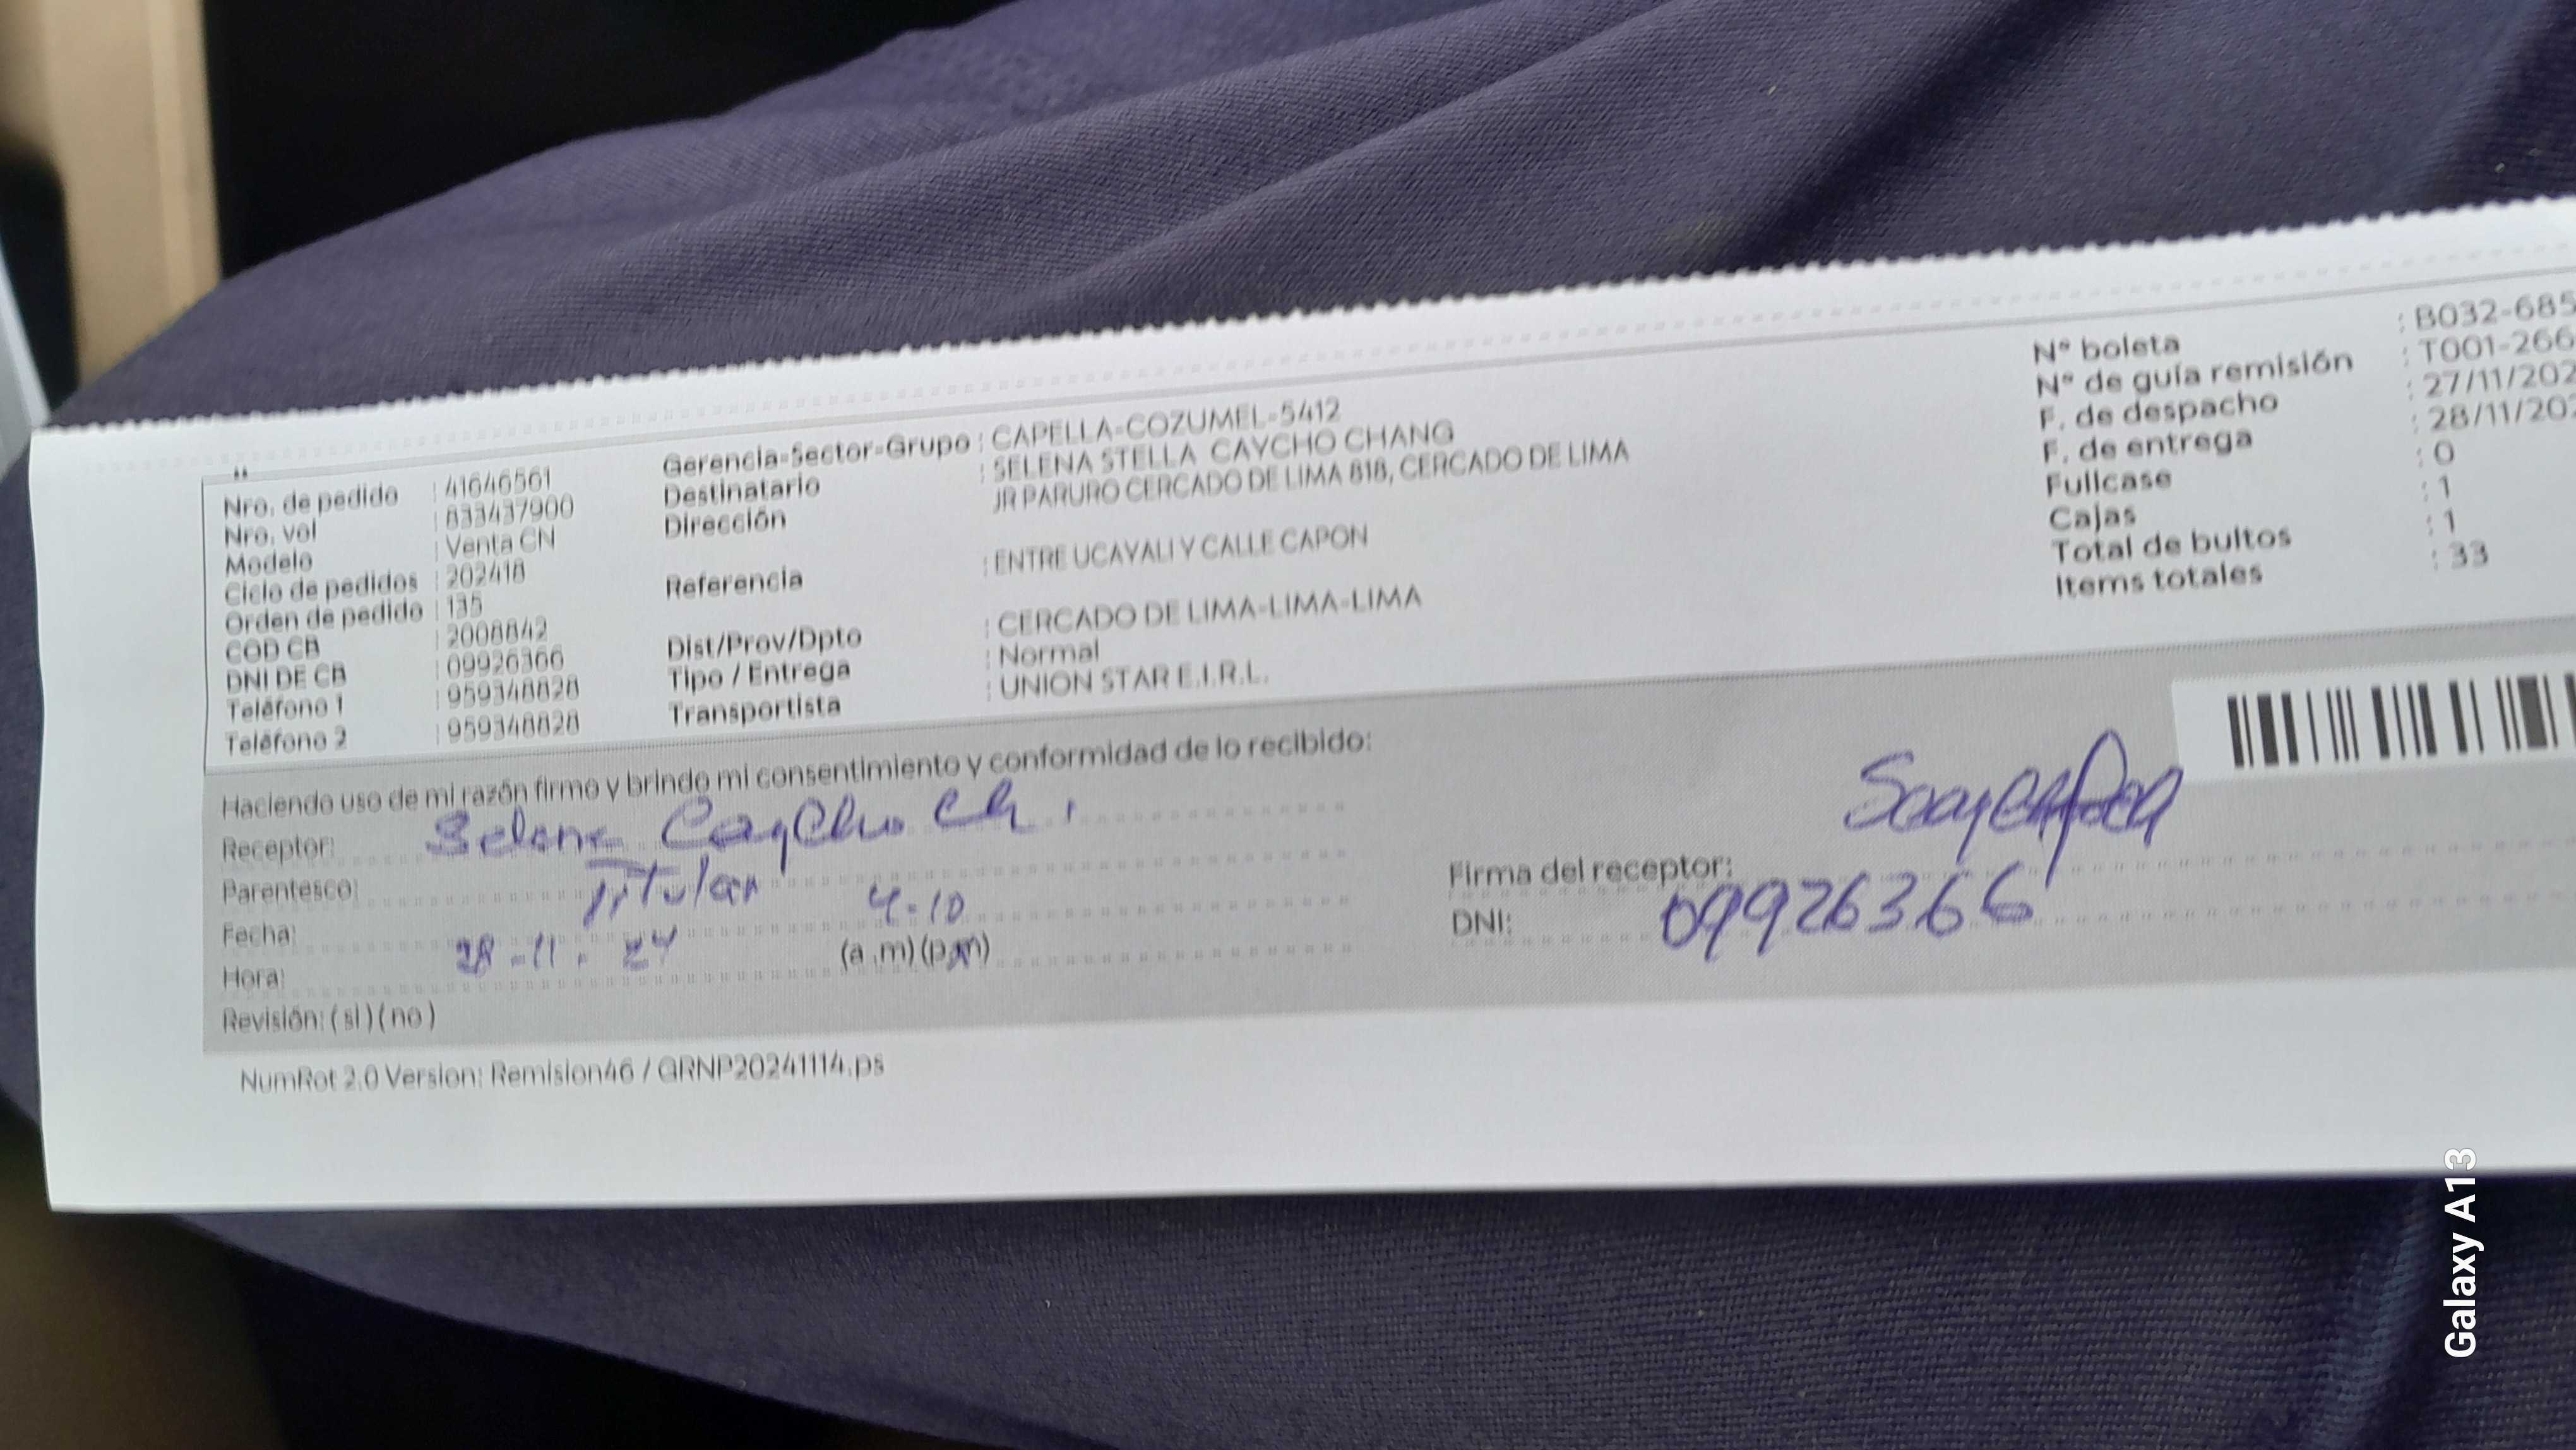 Nro. de pedido : 41646561
Nro. vol : 833437900
Modelo : Venta CN
Ciclo de pedidos : 202418
Orden de pedido : 135
COD CB : 2008842
DNI DE CB : 09926366
Teléfono 1 : 959348828
Teléfono 2 : 959348828
Gerencia-Sector-Grupo : CAPELLA-COZUMEL-5412
Destinatario : SELENA STELLA CAYCHO CHANG
Dirección JR PARURO CERCADO DE LIMA 818, CERCADO DE LIMA
Referencia : ENTRE UCAYALI Y CALLE CAPON
Dist/Prov/Dpto : CERCADO DE LIMA-LIMA-LIMA
Tipo / Entrega : Normal
Transportista : UNION STAR E.I.R.L.
N° boleta : B032-685
N° de guía remisión : T001-266
F. de despacho : 27/11/202
F. de entrega : 28/11/202
Fullcase : 0
Cajas : 1
Total de bultos : 1
Items totales : 33
Haciendo uso de mi razón firmo y brindo mi consentimiento y conformidad de lo recibido:
Receptor: Selena Caycho Ch.
Parentesco: Titular
Fecha: 28-11-24
Hora: 4:10 (a.m)(p.m)
Revisión: (si)(no)
Firma del receptor:
DNI: 09926366
NumRot 2.0 Version: Remision46 / GRNP20241114.ps
Galaxy A13